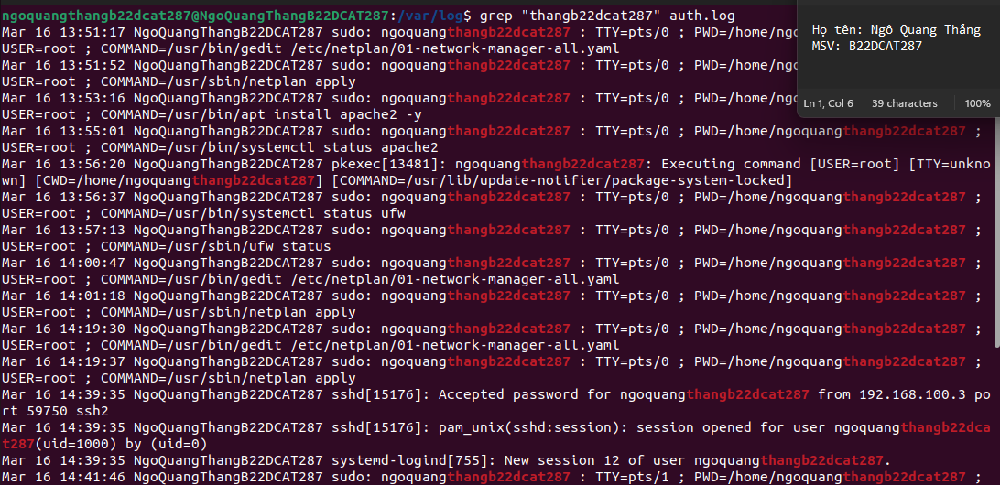 ngoquangthangb22dcat287@NgoQuangThangB22DCAT287:/var/log$ grep "thangb22dcat287" auth.log
Mar 16 13:51:17 NgoQuangThangB22DCAT287 sudo: ngoquangthangb22dcat287 : TTY=pts/0 ; PWD=/home/ngo
USER=root ; COMMAND=/usr/bin/gedit /etc/netplan/01-network-manager-all.yaml
Mar 16 13:51:52 NgoQuangThangB22DCAT287 sudo: ngoquangthangb22dcat287 : TTY=pts/0 ; PWD=/home/ngo
USER=root ; COMMAND=/usr/sbin/netplan apply
Mar 16 13:53:16 NgoQuangThangB22DCAT287 sudo: ngoquangthangb22dcat287 : TTY=pts/0 ; PWD=/home/ngo
USER=root ; COMMAND=/bin/apt install apache2 -y
Mar 16 13:55:01 NgoQuangThangB22DCAT287 sudo: ngoquangthangb22dcat287 : TTY=pts/0 ; PWD=/home/ngoquangthangb22dcat287 ;
USER=root ; COMMAND=/usr/bin/systemctl status apache2
Mar 16 13:56:20 NgoQuangThangB22DCAT287 pkexec[13481]: ngoquangthangb22dcat287: Executing command [USER=root] [TTY=unkno
wn] [CWD=/home/ngoquangthangb22dcat287] [COMMAND=/usr/lib/update-notifier/package-system-locked]
Mar 16 13:56:37 NgoQuangThangB22DCAT287 sudo: ngoquangthangb22dcat287 : TTY=pts/0 ; PWD=/home/ngoquangthangb22dcat287 ;
USER=root ; COMMAND=/usr/bin/systemctl status ufw
Mar 16 13:57:13 NgoQuangThangB22DCAT287 sudo: ngoquangthangb22dcat287 : TTY=pts/0 ; PWD=/home/ngoquangthangb22dcat287 ;
USER=root ; COMMAND=/usr/sbin/ufw status
Mar 16 14:00:47 NgoQuangThangB22DCAT287 sudo: ngoquangthangb22dcat287 : TTY=pts/0 ; PWD=/home/ngoquangthangb22dcat287 ;
USER=root ; COMMAND=/usr/bin/gedit /etc/netplan/01-network-manager-all.yaml
Mar 16 14:01:18 NgoQuangThangB22DCAT287 sudo: ngoquangthangb22dcat287 : TTY=pts/0 ; PWD=/home/ngoquangthangb22dcat287 ;
USER=root ; COMMAND=/usr/sbin/netplan apply
Mar 16 14:19:30 NgoQuangThangB22DCAT287 sudo: ngoquangthangb22dcat287 : TTY=pts/0 ; PWD=/home/ngoquangthangb22dcat287 ;
USER=root ; COMMAND=/usr/bin/gedit /etc/netplan/01-network-manager-all.yaml
Mar 16 14:19:37 NgoQuangThangB22DCAT287 sudo: ngoquangthangb22dcat287 : TTY=pts/0 ; PWD=/home/ngoquangthangb22dcat287 ;
USER=root ; COMMAND=/usr/sbin/netplan apply
Mar 16 14:39:35 NgoQuangThangB22DCAT287 sshd[15176]: Accepted password for ngoquangthangb22dcat287 from 192.168.100.3 po
rt 59750 ssh2
Mar 16 14:39:35 NgoQuangThangB22DCAT287 sshd[15176]: pam_unix(sshd:session): session opened for user ngoquangthangb22dca
t287(uid=1000) by (uid=0)
Mar 16 14:39:35 NgoQuangThangB22DCAT287 systemd-logind[755]: New session 12 of user ngoquangthangb22dcat287.
Mar 16 14:41:46 NgoQuangThangB22DCAT287 sudo: ngoquangthangb22dcat287 : TTY=pts/1 ; PWD=/home/ngoquangthangb22dcat287 ;
Họ tên: Ngô Quang Thắng
MSV: B22DCAT287
Ln 1, Col 6 39 characters 100%